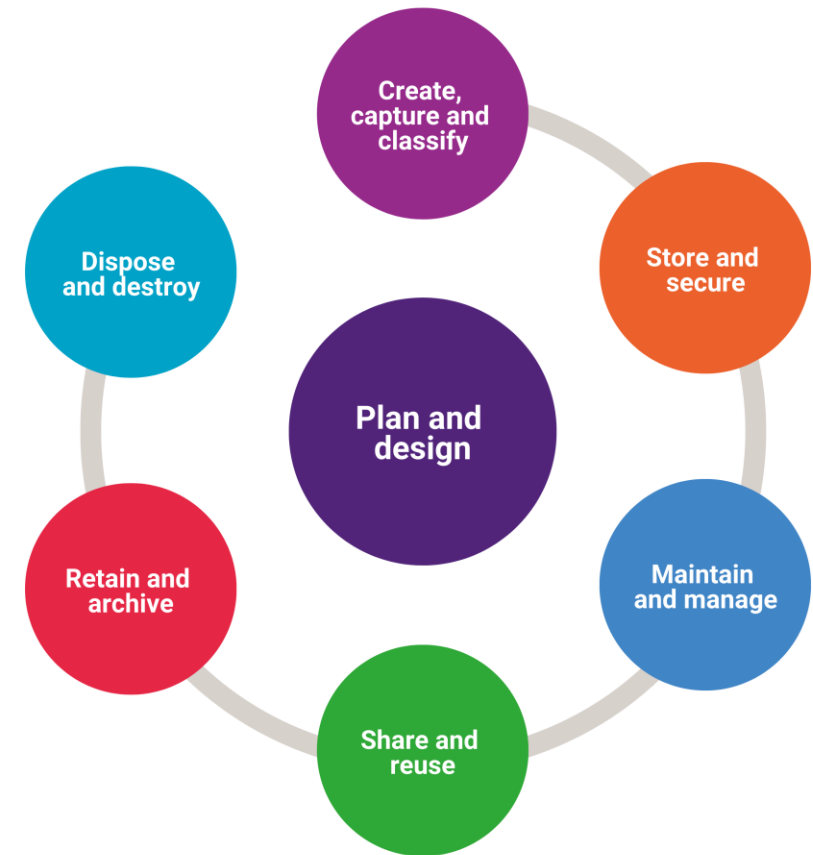 Create,
capture and
classify
Store and
secure
Maintain
and manage
Share and
reuse
Retain and
archive
Dispose
and destroy
Plan and
design